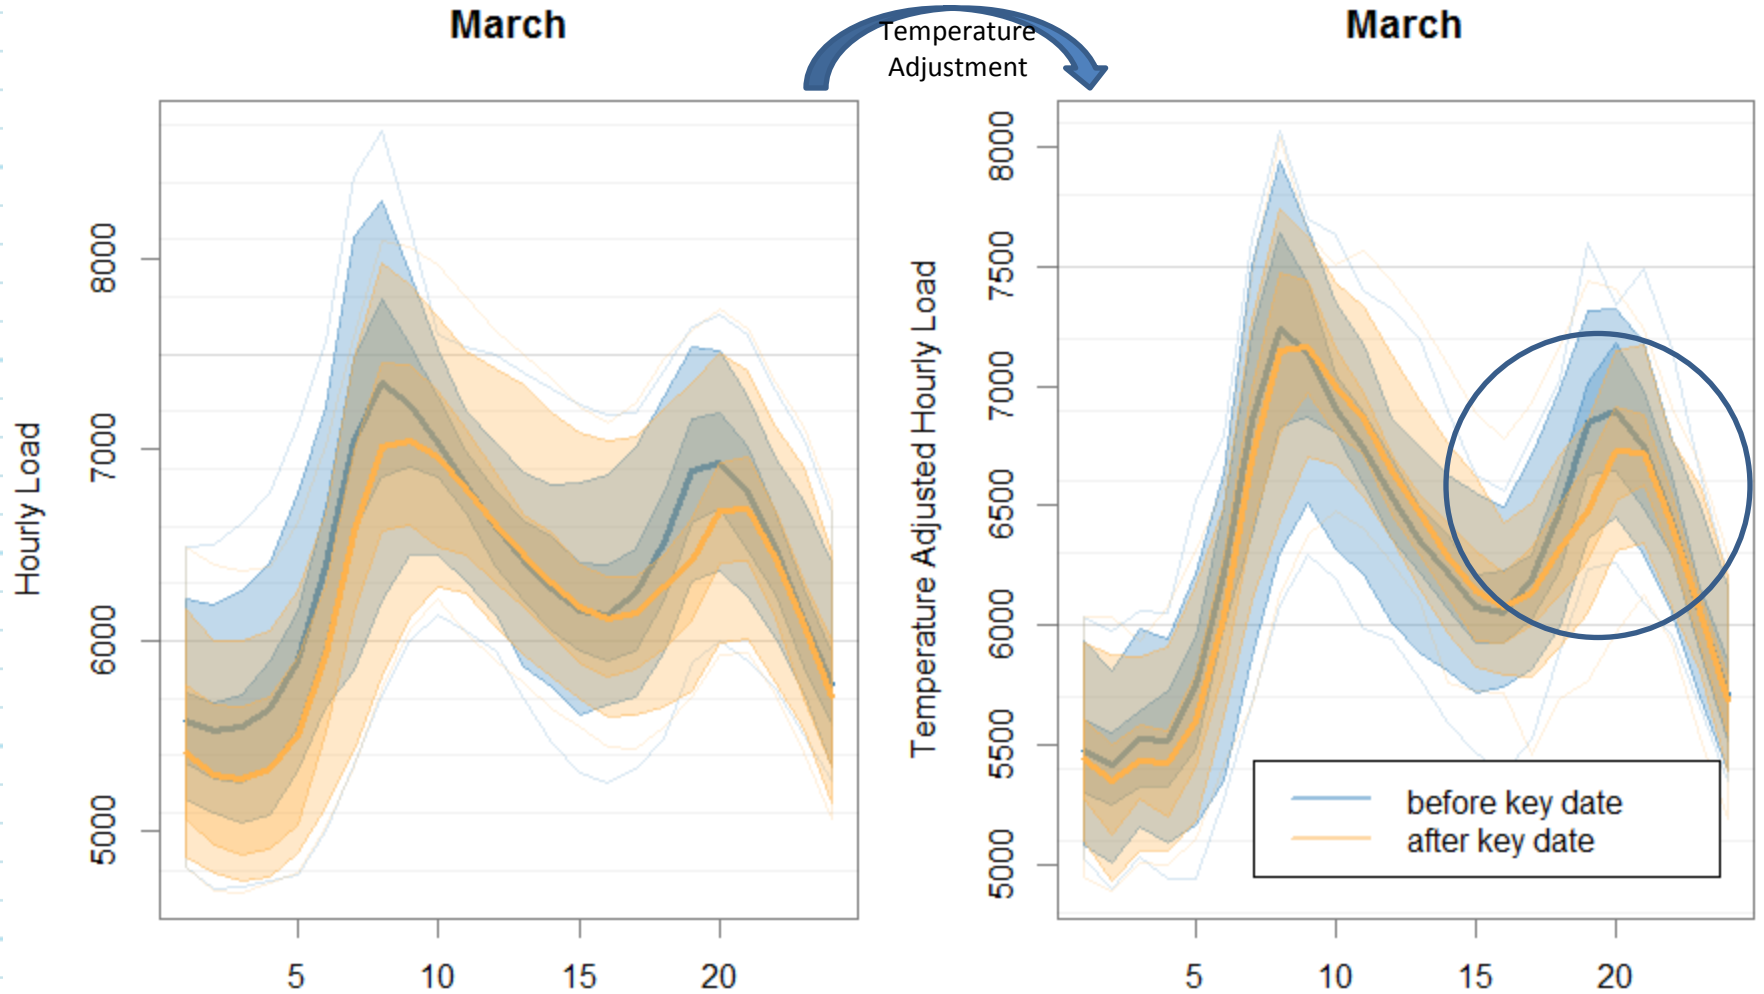 March
Temperature
Adjustment
March
Hourly Load
8000
7000
6000
5000
5
10
15
20
Temperature Adjusted Hourly Load
8000
7500
7000
6500
6000
5500
5000
before key date
after key date
5
10
15
20